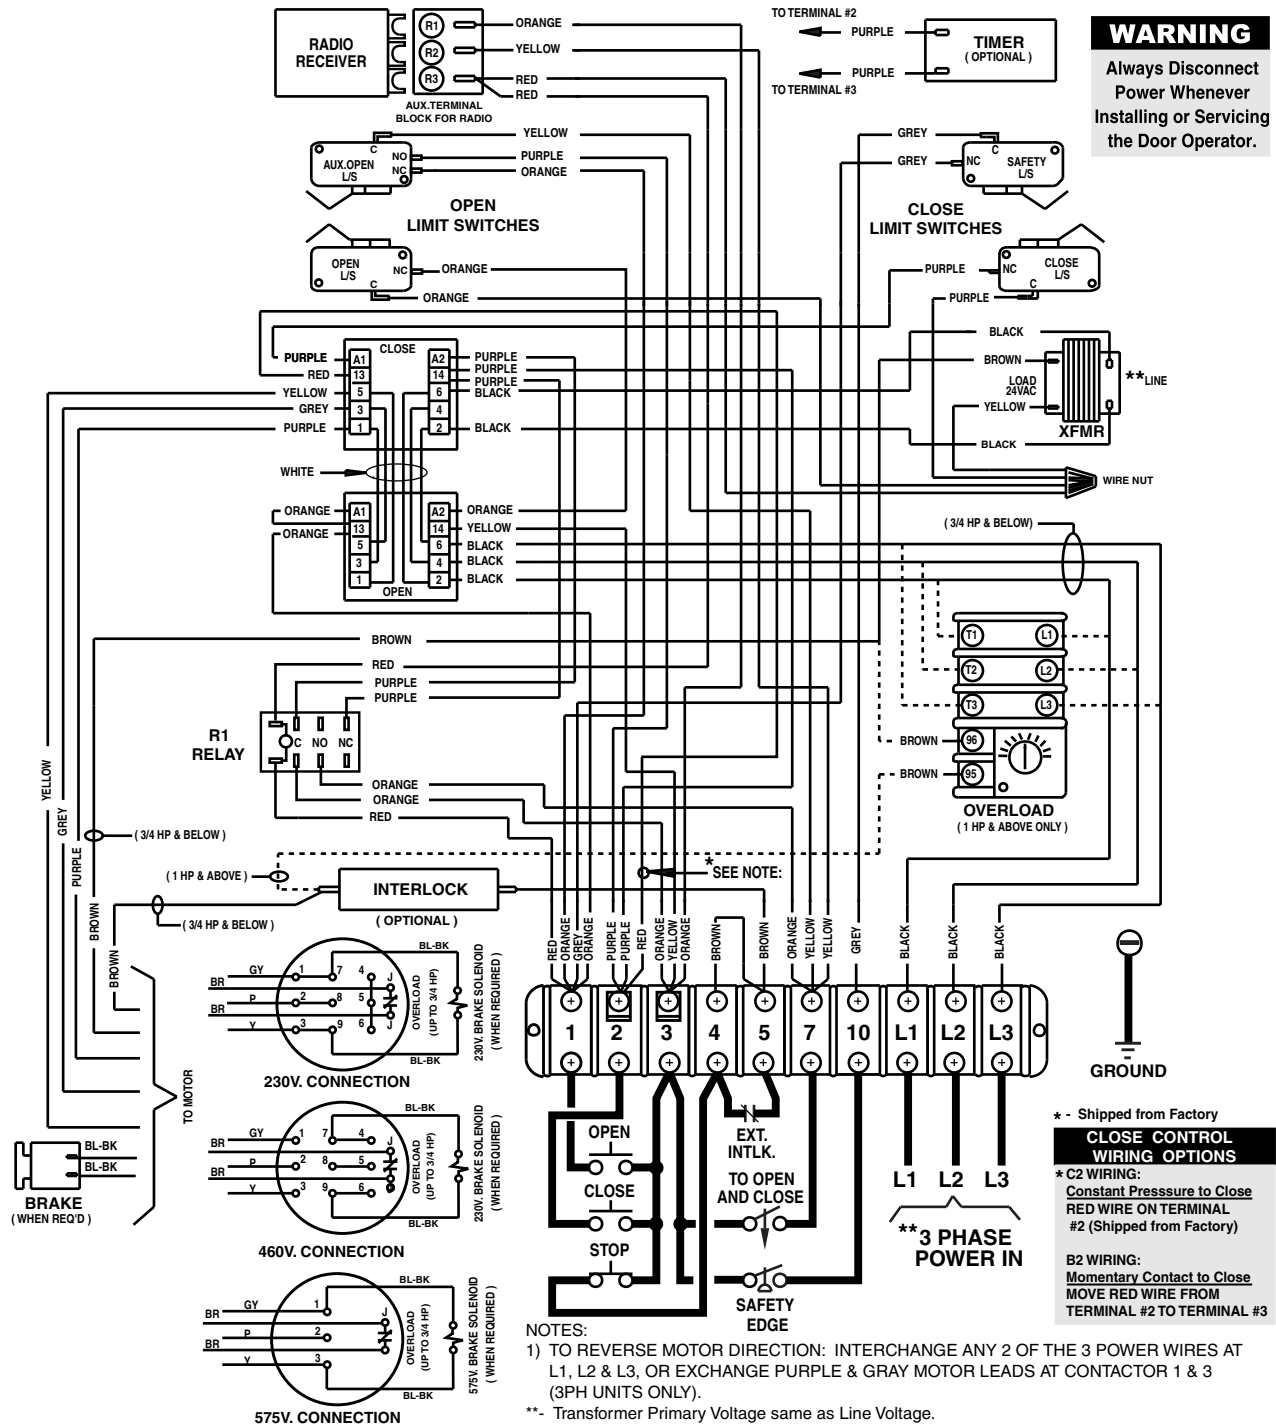 RADIO
RECEIVER
R1
R2
R3
ORANGE
YELLOW
RED
RED
AUX.TERMINAL
BLOCK FOR RADIO
TO TERMINAL #2
PURPLE
PURPLE
TO TERMINAL #3
TIMER
( OPTIONAL )
WARNING
Always Disconnect
Power Whenever
Installing or Servicing
the Door Operator.
AUX.OPEN
L/S
C
NO
NC
YELLOW
PURPLE
ORANGE
OPEN
LIMIT SWITCHES
OPEN
L/S
NC
C
ORANGE
ORANGE
GREY
GREY
C
NC
SAFETY
L/S
CLOSE
LIMIT SWITCHES
PURPLE
PURPLE
NC
CLOSE
L/S
C
CLOSE
PURPLE
RED
YELLOW
GREY
PURPLE
A1
13
5
3
1
A2
14
6
4
2
PURPLE
PURPLE
PURPLE
BLACK
BLACK
WHITE
BLACK
BROWN
LOAD
24VAC
YELLOW
**LINE
XFMR
BLACK
WIRE NUT
ORANGE
ORANGE
A1
13
5
3
1
A2
14
6
4
2
OPEN
ORANGE
YELLOW
BLACK
BLACK
BLACK
( 3/4 HP & BELOW)
BROWN
RED
PURPLE
PURPLE
T1
L1
T2
L2
T3
L3
96
95
BROWN
BROWN
OVERLOAD
( 1 HP & ABOVE ONLY )
R1
RELAY
C
NO
NC
ORANGE
ORANGE
RED
YELLOW
GREY
PURPLE
BROWN
BROWN
( 3/4 HP & BELOW )
( 1 HP & ABOVE )
( 3/4 HP & BELOW )
INTERLOCK
( OPTIONAL )
*
SEE NOTE:
RED
ORANGE
GREY
ORANGE
PURPLE
PURPLE
RED
ORANGE
YELLOW
ORANGE
BROWN
BROWN
ORANGE
YELLOW
YELLOW
GREY
BLACK
BLACK
BLACK
1
2
3
4
5
7
10
L1
L2
L3
GROUND
GY
BR
P
BR
Y
1
7
4
J
2
8
5
3
9
6
J
OVERLOAD
(UP TO 3/4 HP)
BL-BK
BL-BK
230V. BRAKE SOLENOID
( WHEN REQUIRED )
230V. CONNECTION
TO MOTOR
GY
BR
P
BR
Y
1
7
4
J
2
8
5
3
9
6
J
OVERLOAD
(UP TO 3/4 HP)
BL-BK
BL-BK
230V. BRAKE SOLENOID
( WHEN REQUIRED )
460V. CONNECTION
BL-BK
BL-BK
BRAKE
( WHEN REQ'D )
GY
BR
P
BR
Y
1
2
3
J
J
OVERLOAD
(UP TO 3/4 HP)
BL-BK
BL-BK
575V. BRAKE SOLENOID
( WHEN REQUIRED )
575V. CONNECTION
OPEN
CLOSE
STOP
EXT.
INTLK.
TO OPEN
AND CLOSE
SAFETY
EDGE
L1
L2
L3
**3 PHASE
POWER IN
* - Shipped from Factory
CLOSE CONTROL
WIRING OPTIONS
* C2 WIRING:
Constant Presssure to Close
RED WIRE ON TERMINAL
#2 (Shipped from Factory)
B2 WIRING:
Momentary Contact to Close
MOVE RED WIRE FROM
TERMINAL #2 TO TERMINAL #3
NOTES:
1) TO REVERSE MOTOR DIRECTION: INTERCHANGE ANY 2 OF THE 3 POWER WIRES AT
L1, L2 & L3, OR EXCHANGE PURPLE & GRAY MOTOR LEADS AT CONTACTOR 1 & 3
(3PH UNITS ONLY).
**- Transformer Primary Voltage same as Line Voltage.